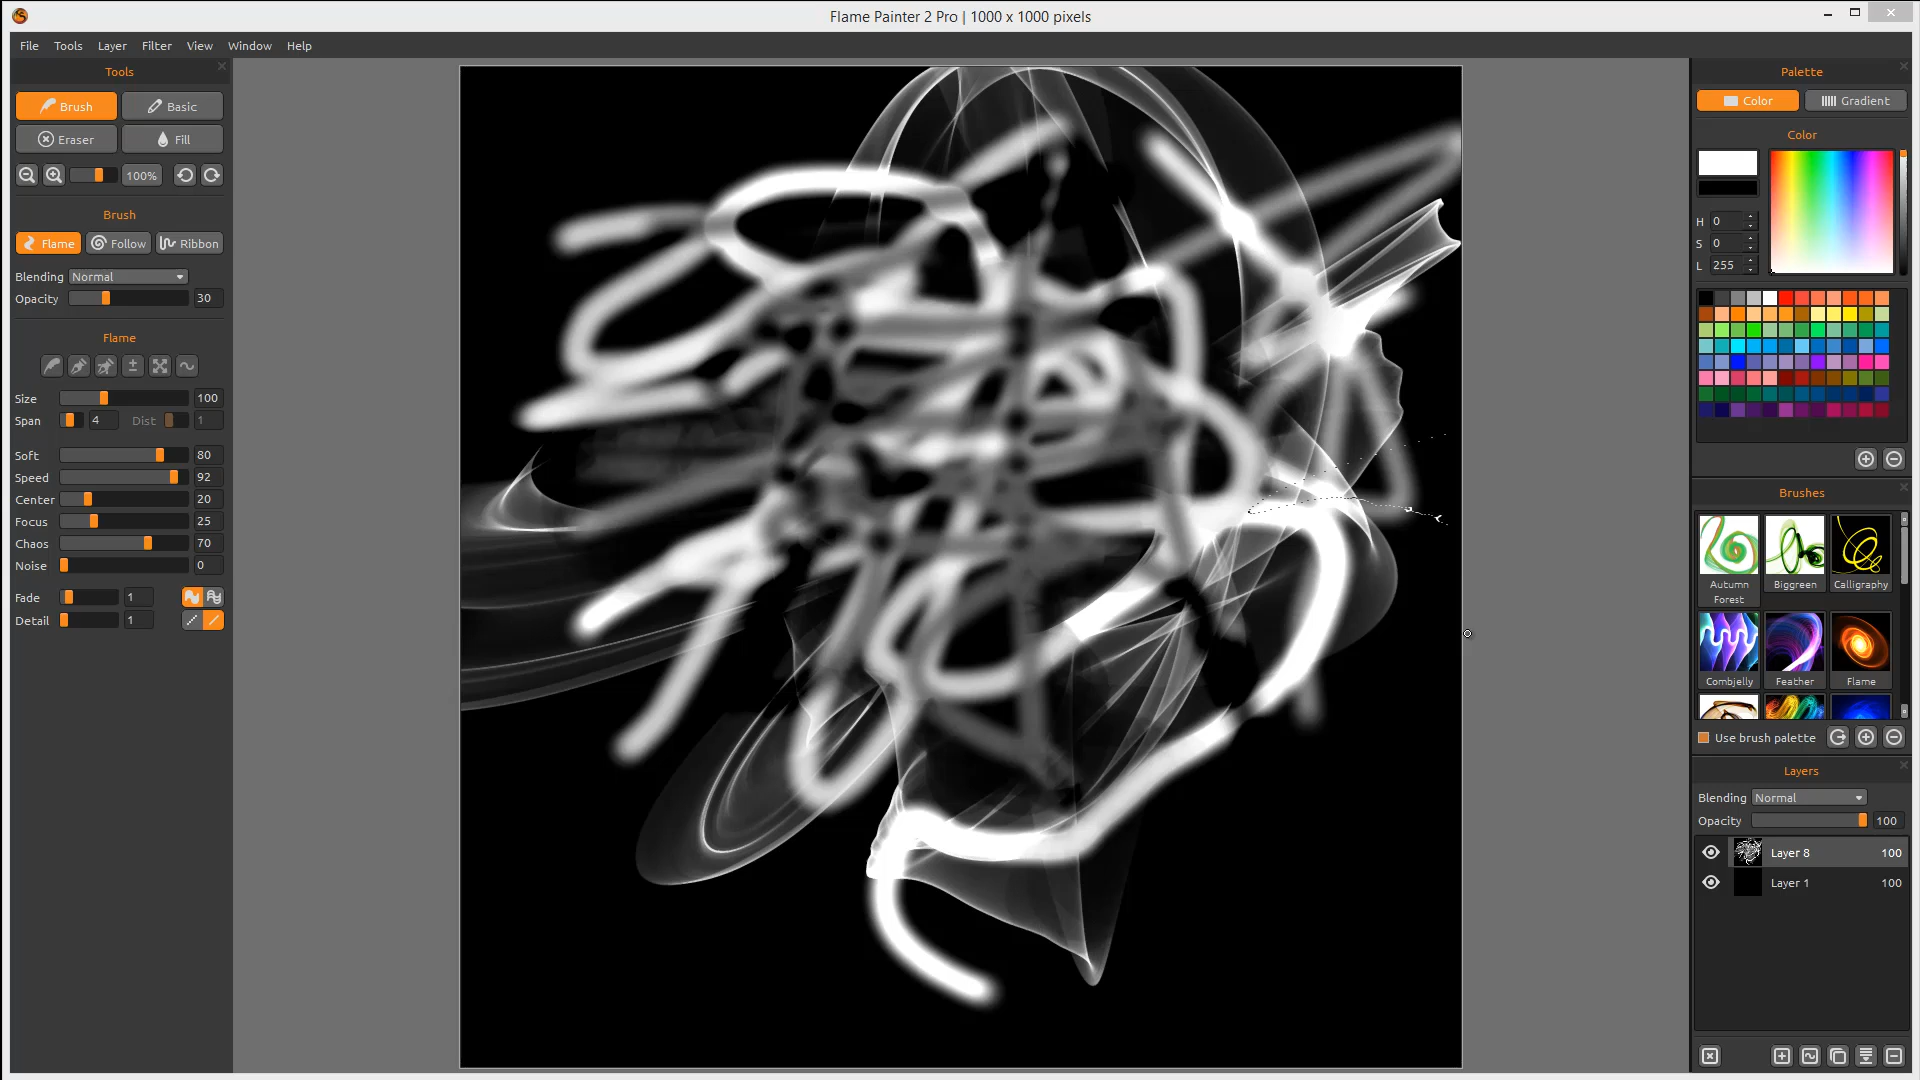 Flame Painter 2 Pro | 1000 x 1000 pixels
File Tools Layer Filter View Window Help
Tools
Brush Basic
Eraser Fill
100%
Brush
Flame Follow Ribbon
Blending Normal
Opacity 30
Flame
Size 100
Span 4 Dist 1
Soft 80
Speed 92
Center 20
Focus 25
Chaos 70
Noise 0
Fade 1
Detail 1
Palette
Color Gradient
Color
H 0
S 0
L 255
Brushes
Autumn Forest Biggreen Calligraphy
Combjelly Feather Flame
Use brush palette
Layers
Blending Normal
Opacity 100
Layer 8 100
Layer 1 100